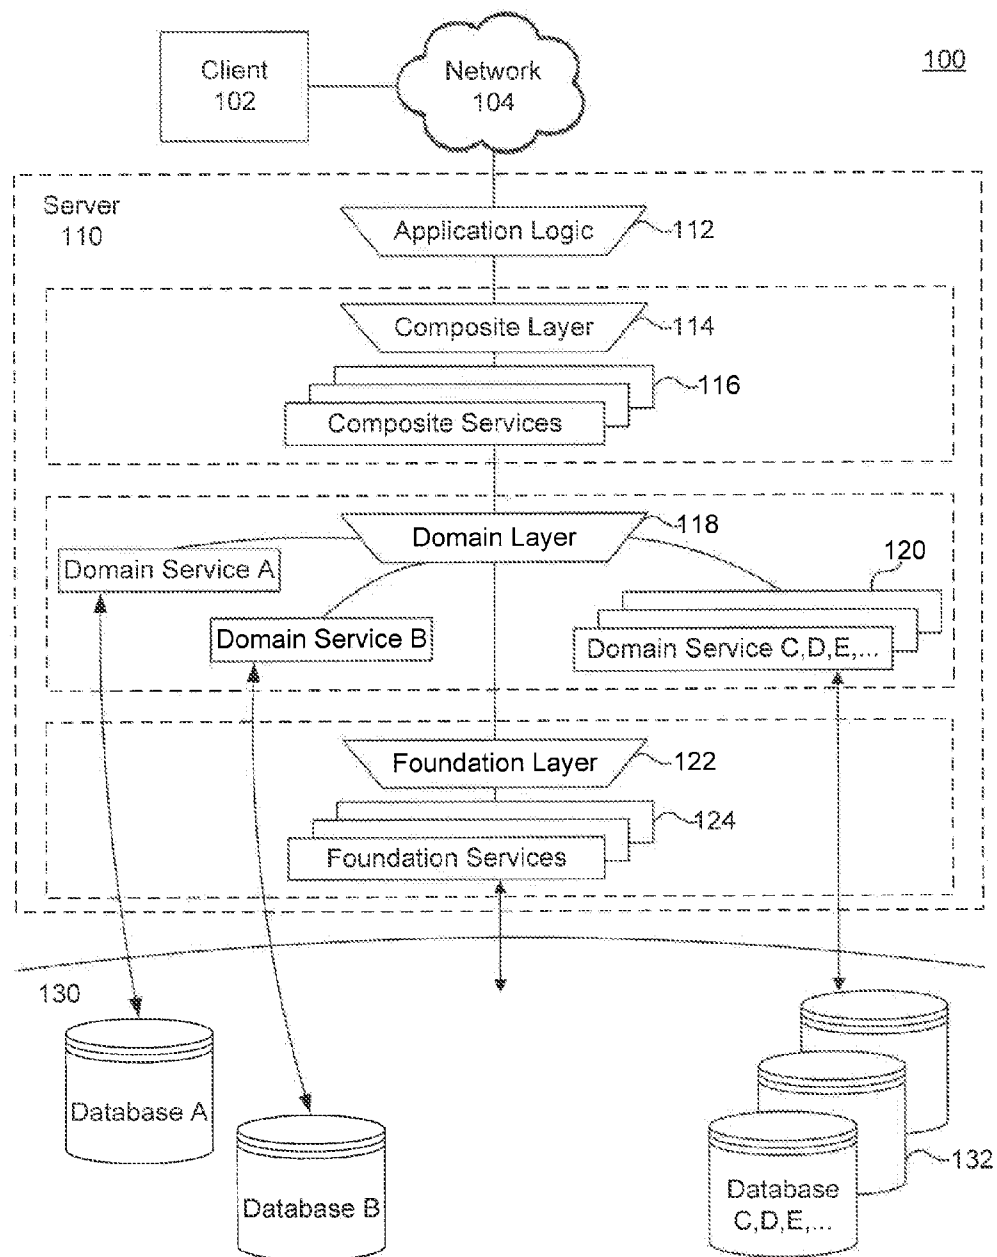 Client
102
Network
104
100
Server
110
Application Logic
112
Composite Layer
114
116
Composite Services
Domain Layer
118
Domain Service A
120
Domain Service B
Domain Service C,D,E,...
Foundation Layer
122
124
Foundation Services
130
Database A
Database B
132
Database
C,D,E,...